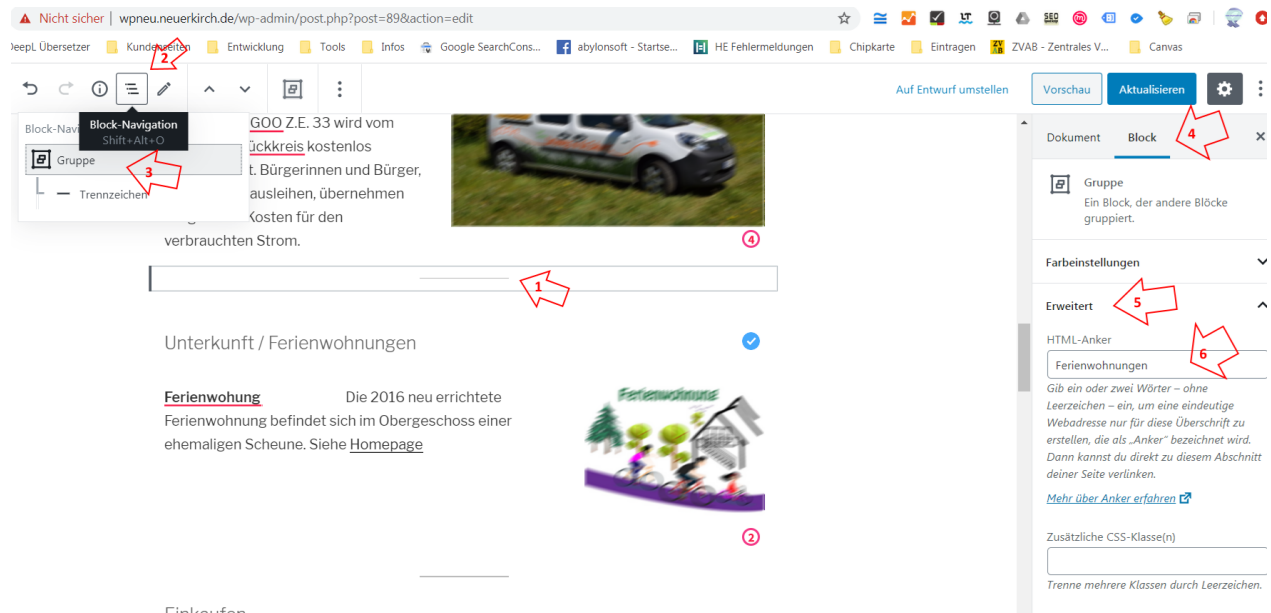 Nicht sicher | wpneu.neuerkirch.de/wp-admin/post.php?post=89&action=edit
DeepL Übersetzer Kundenseiten Entwicklung Tools Infos Google SearchCons... abylonsoft - Startse... HE Fehlermeldungen Chipkarte Eintragen ZVAB - Zentrales V... Canvas
2
Auf Entwurf umstellen Vorschau Aktualisieren
Block-Navi
Block-Navigation
Shift+Alt+O
Gruppe
3
Trennzeichen
GOO Z.E. 33 wird vom
ückkreis kostenlos
t. Bürgerinnen und Bürger,
ausleihen, übernehmen
Kosten für den
verbrauchten Strom.
4
1
Unterkunft / Ferienwohnungen
Ferienwohung Die 2016 neu errichtete
Ferienwohnung befindet sich im Obergeschoss einer
ehemaligen Scheune. Siehe Homepage
Ferienwohnung
2
Einkaufen
4
Dokument Block
Gruppe
Ein Block, der andere Blöcke
gruppiert.
Farbeinstellungen
Erweitert
5
HTML-Anker
6
Ferienwohnungen
Gib ein oder zwei Wörter – ohne
Leerzeichen – ein, um eine eindeutige
Webadresse nur für diese Überschrift zu
erstellen, die als „Anker" bezeichnet wird.
Dann kannst du direkt zu diesem Abschnitt
deiner Seite verlinken.
Mehr über Anker erfahren
Zusätzliche CSS-Klasse(n)
Trenne mehrere Klassen durch Leerzeichen.